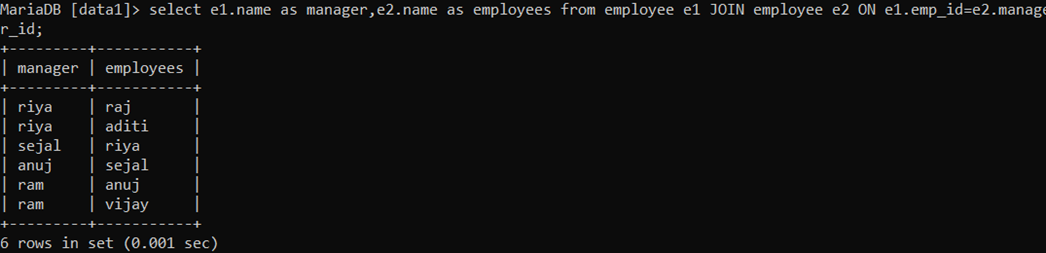 MariaDB [data1]> select e1.name as manager,e2.name as employees from employee e1 JOIN employee e2 ON e1.emp_id=e2.manage
r_id;
+---------+-----------+
| manager | employees |
+---------+-----------+
| riya    | raj       |
| riya    | aditi     |
| sejal   | riya      |
| anuj    | sejal     |
| ram     | anuj      |
| ram     | vijay     |
+---------+-----------+
6 rows in set (0.001 sec)